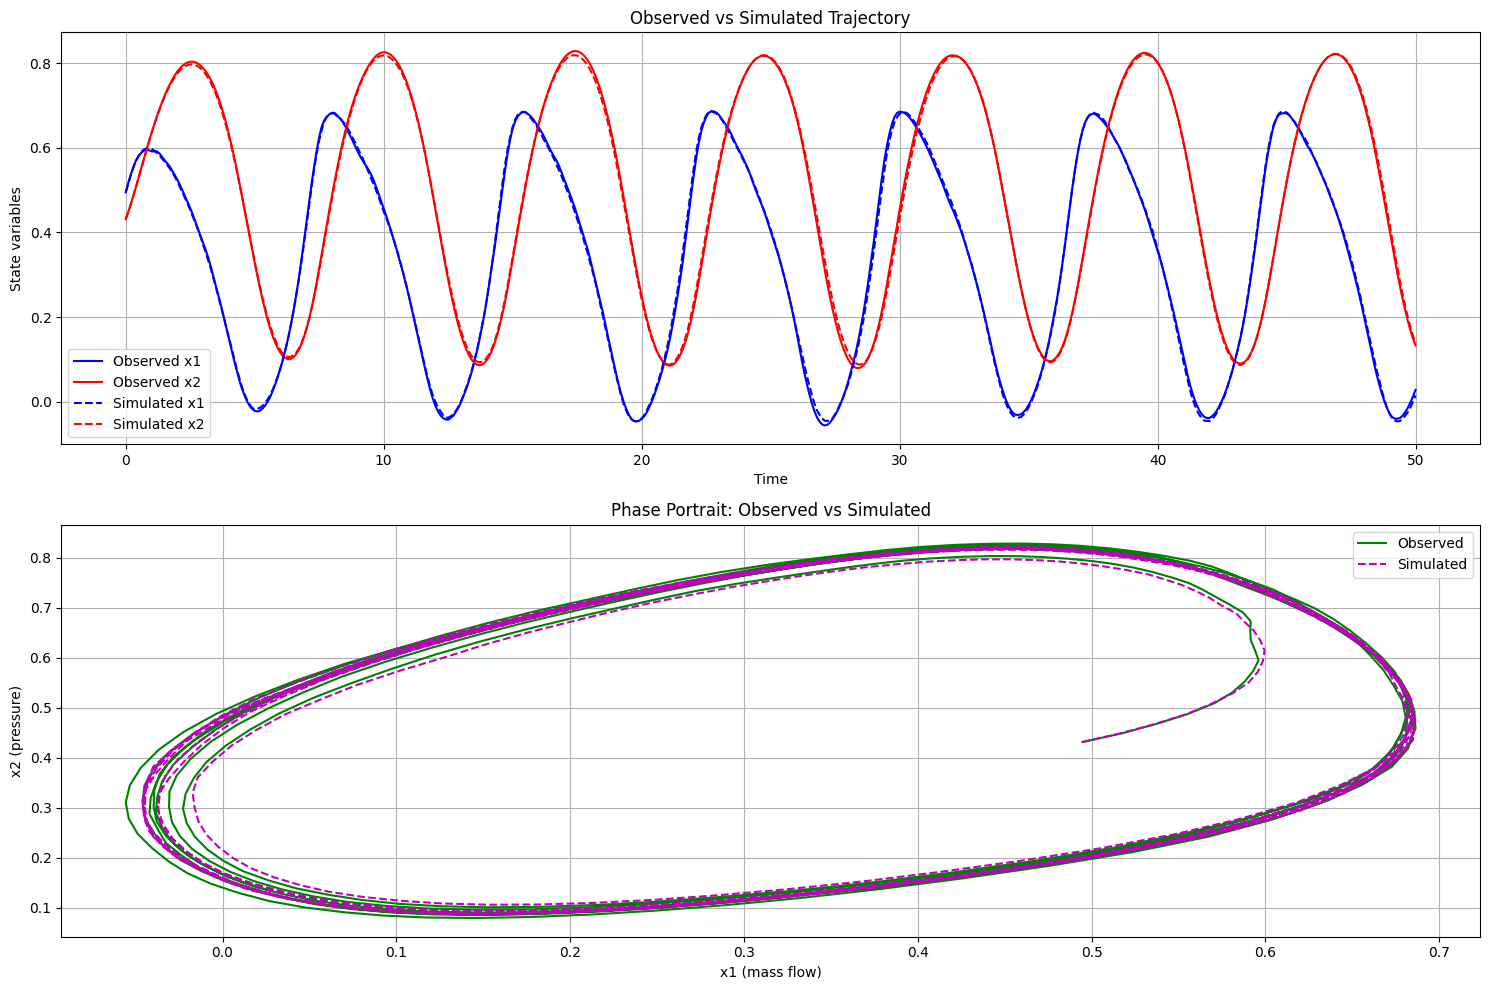 Observed vs Simulated Trajectory
State variables
0.8
0.6
0.4
0.2
0.0
Observed x1
Observed x2
Simulated x1
Simulated x2
0 10 20 30 40 50
Time
Phase Portrait: Observed vs Simulated
x2 (pressure)
0.8
0.7
0.6
0.5
0.4
0.3
0.2
0.1
Observed
Simulated
0.0 0.1 0.2 0.3 0.4 0.5 0.6 0.7
x1 (mass flow)